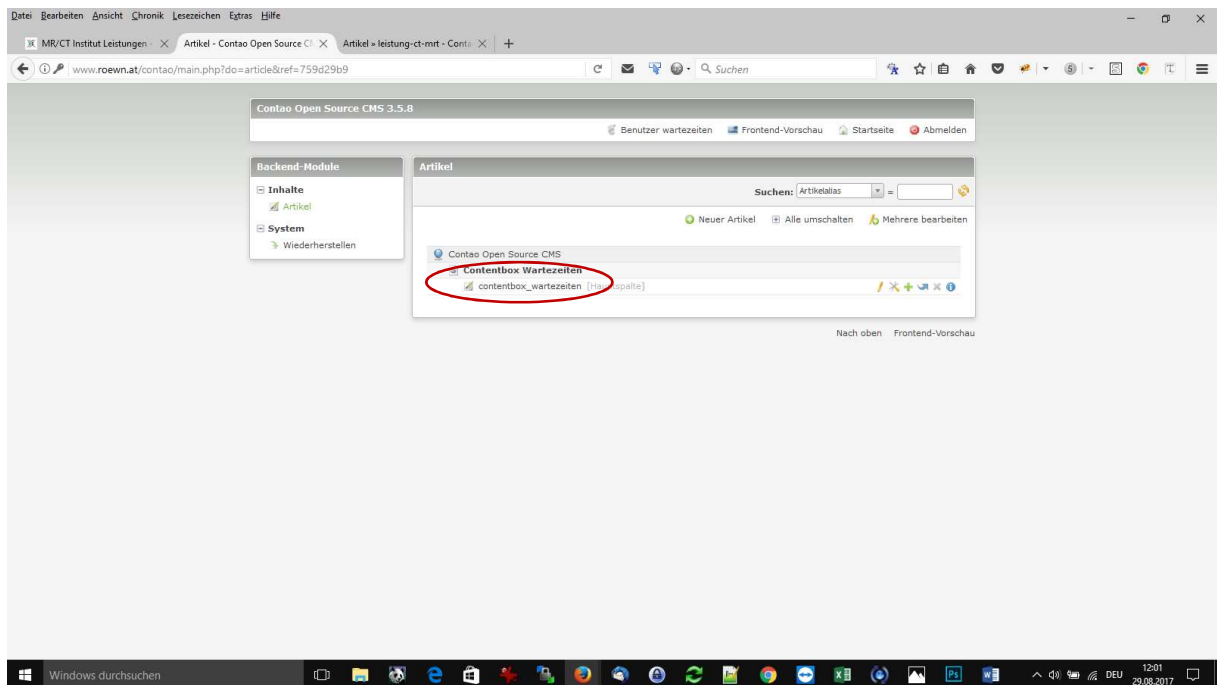 Datei Bearbeiten Ansicht Chronik Lesezeichen Extras Hilfe
MR/CT Institut Leistungen - Artikel - Contao Open Source C Artikel » leistung-ct-mrt - Conta
www.roewn.at/contao/main.php?do=article&ref=759d29b9 Suchen
Contao Open Source CMS 3.5.8
Benutzer wartezeiten Frontend-Vorschau Startseite Abmelden
Backend-Module
Inhalte
Artikel
System
Wiederherstellen
Artikel
Suchen: Artikelalias =
Neuer Artikel Alle umschalten Mehrere bearbeiten
Contao Open Source CMS
Contentbox Wartezeiten
contentbox_wartezeiten [Hauptspalte]
Nach oben Frontend-Vorschau
Windows durchsuchen DEU 12:01
29.08.2017